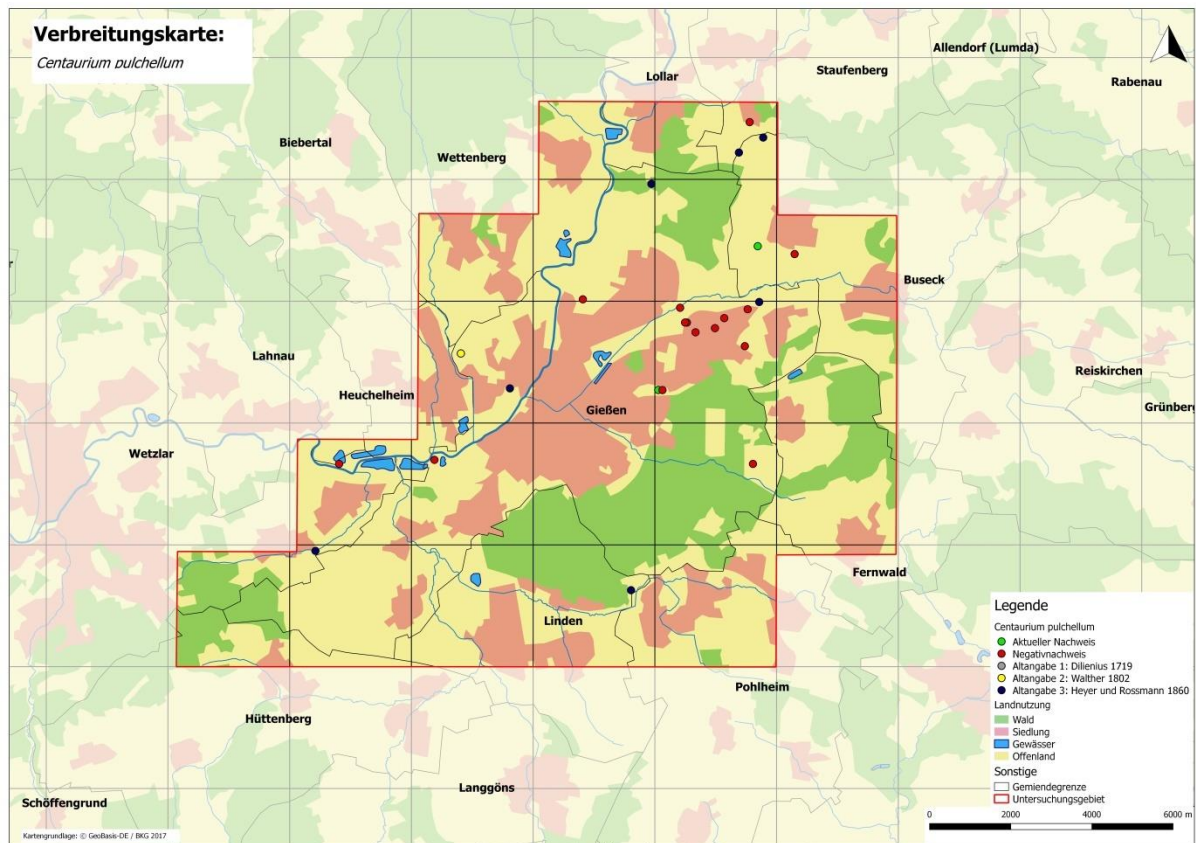 Verbreitungskarte:
Centaurium pulchellum
Allendorf (Lumda)
Lollar
Staufenberg
Rabenau
Biebertal
Wettenberg
Buseck
Lahnau
Reiskirchen
Heuchelheim
Gießen
Grünberg
Wetzlar
Fernwald
Linden
Pohlheim
Hüttenberg
Langgöns
Schöffengrund
r
Legende
Centaurium pulchellum
Aktueller Nachweis
Negativnachweis
Altangabe 1: Dilienius 1719
Altangabe 2: Walther 1802
Altangabe 3: Heyer und Rossmann 1860
Landnutzung
Wald
Siedlung
Gewässer
Offenland
Sonstige
Gemiendegrenze
Untersuchungsgebiet
0 2000 4000 6000 m
Kartengrundlage: © GeoBasis-DE / BKG 2017